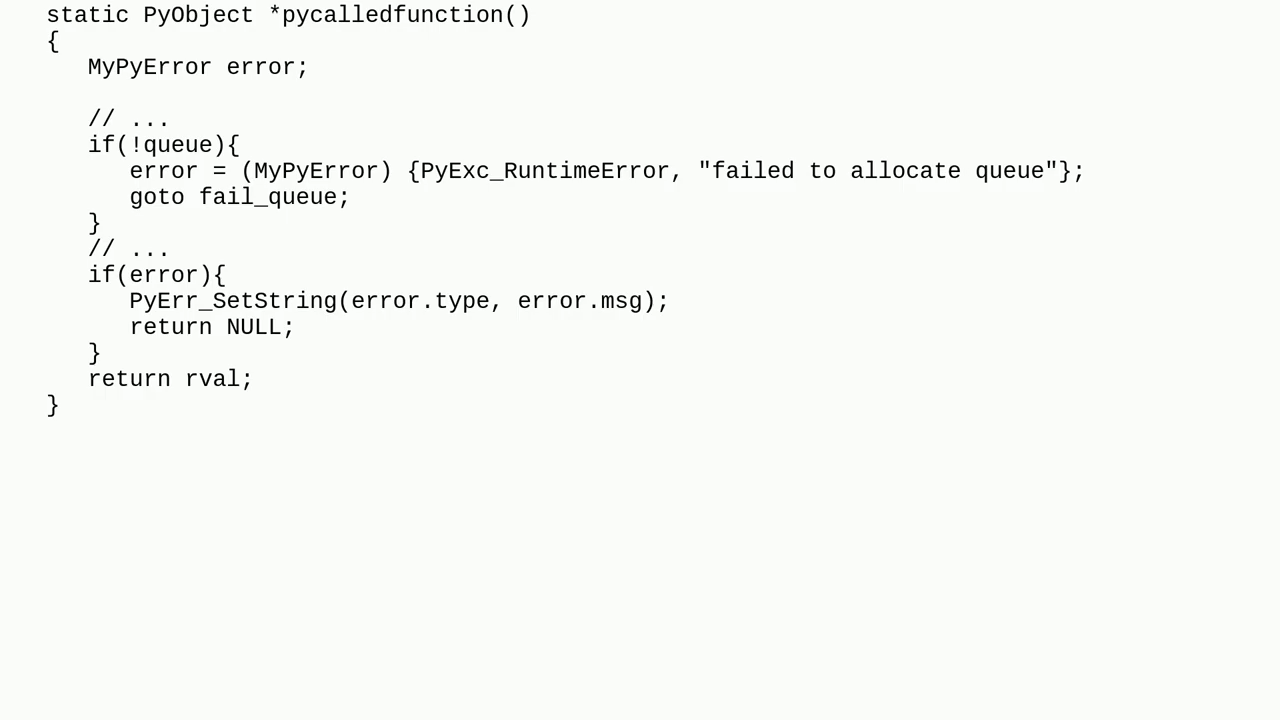 static PyObject *pycalledfunction()
{
   MyPyError error;

   // ...
   if(!queue){
      error = (MyPyError) {PyExc_RuntimeError, "failed to allocate queue"};
      goto fail_queue;
   }
   // ...
   if(error){
      PyErr_SetString(error.type, error.msg);
      return NULL;
   }
   return rval;
}